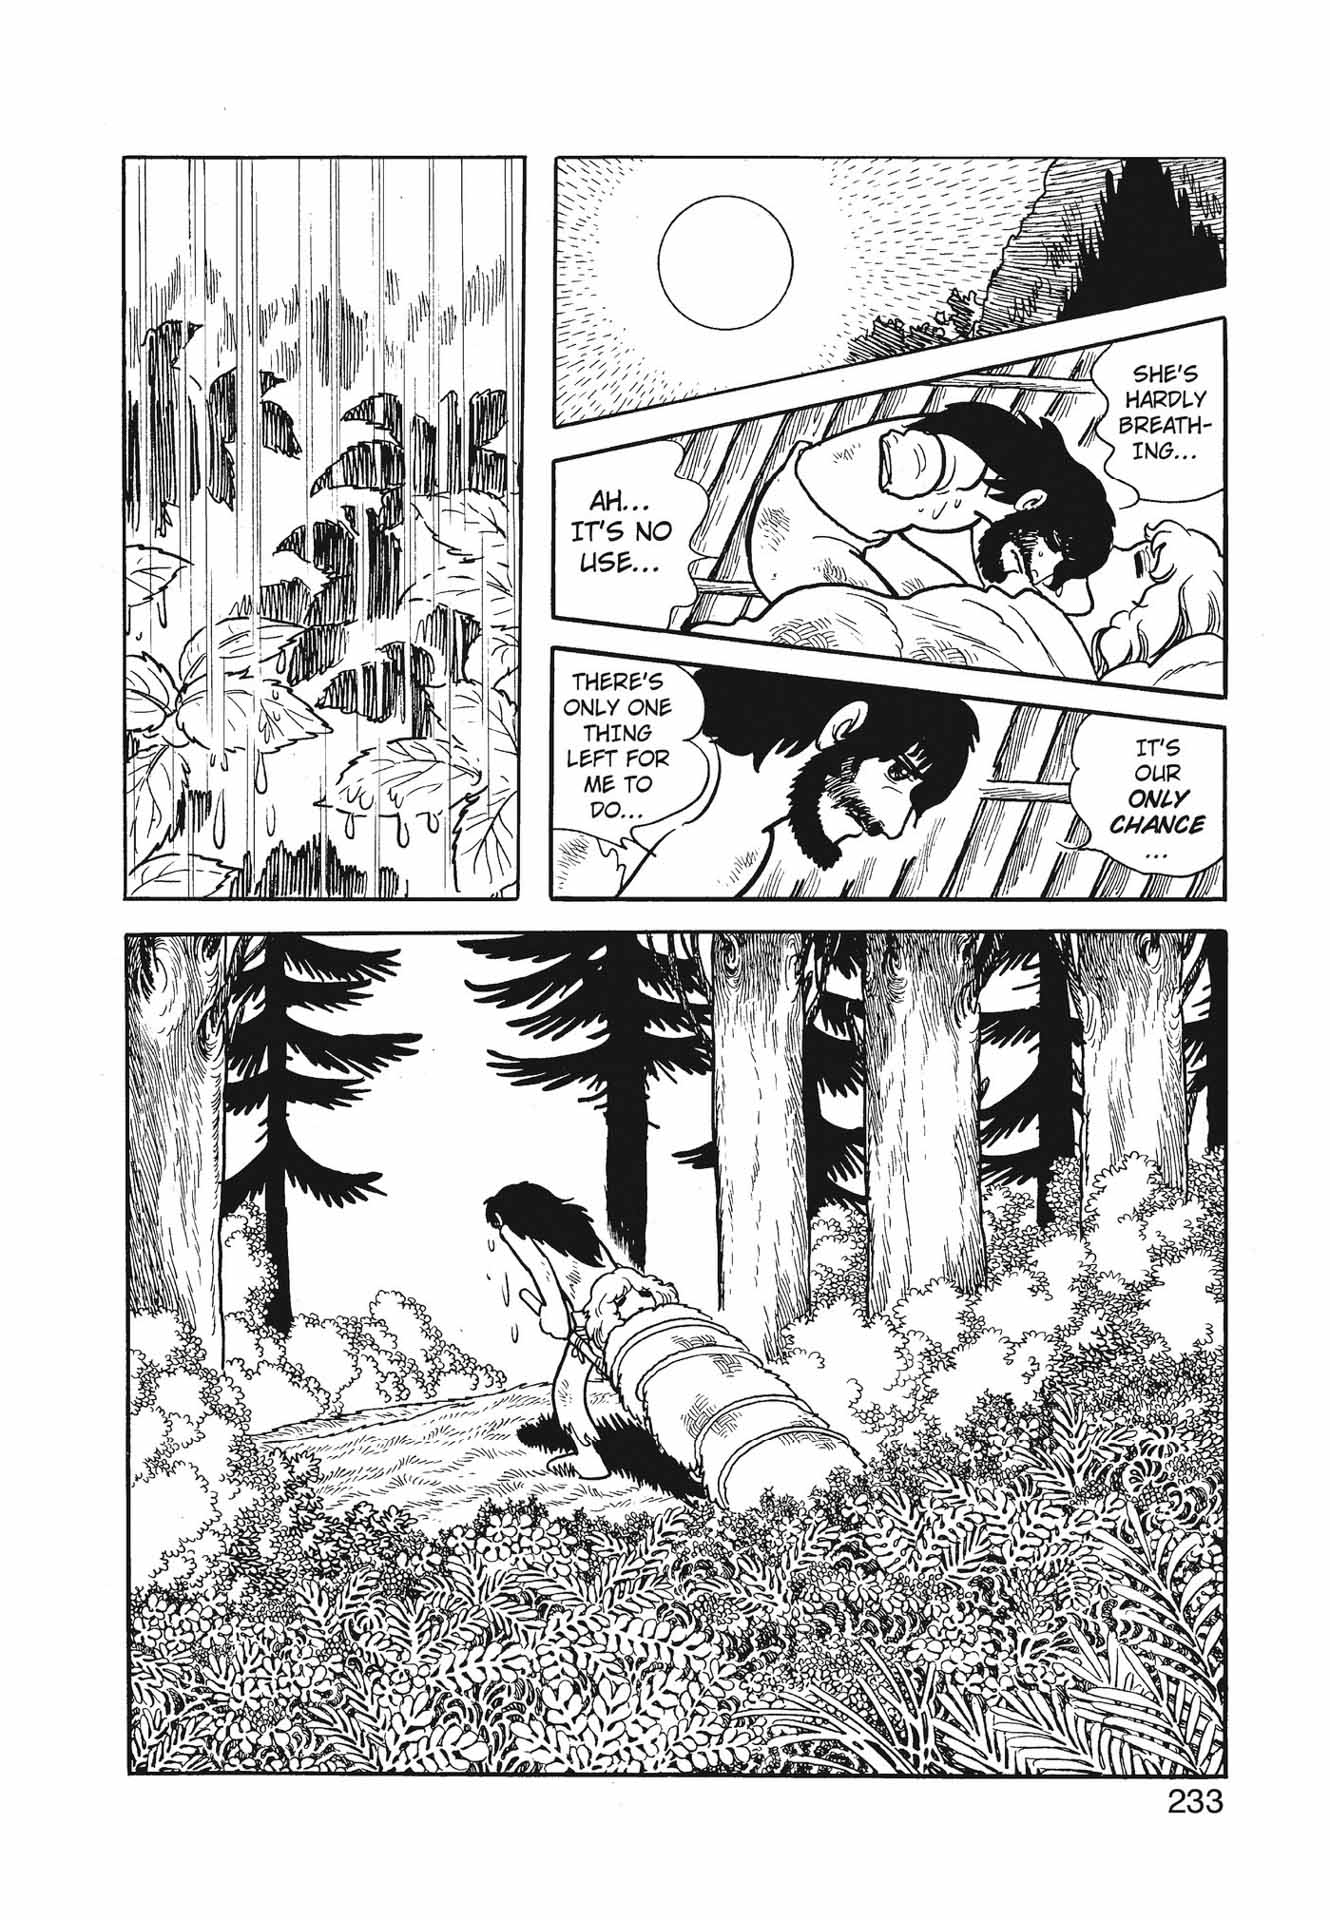 SHE'S
HARDLY
BREATH-
ING...
AH...
IT'S NO
USE...
IT'S
OUR
ONLY
CHANCE
...
THERE'S
ONLY ONE
THING
LEFT FOR
ME TO
DO...
233